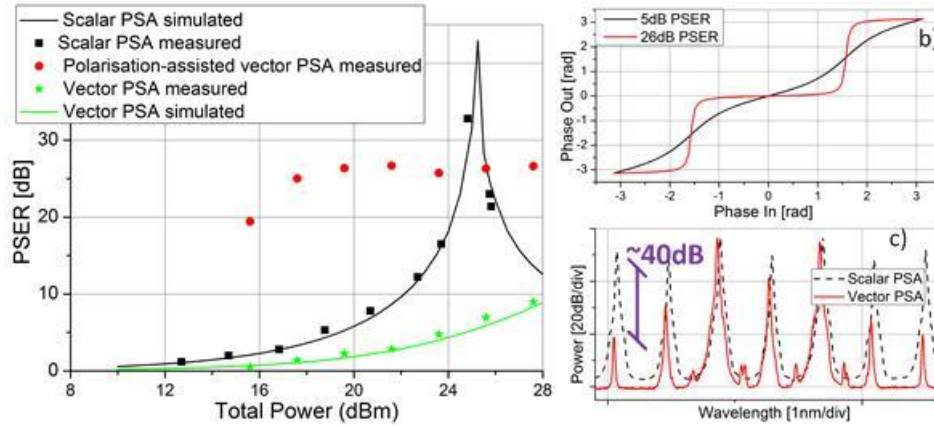 Scalar PSA simulated
Scalar PSA measured
Polarisation-assisted vector PSA measured
Vector PSA measured
Vector PSA simulated
PSER [dB]
30
20
10
0
8
12
16
20
24
28
Total Power (dBm)
5dB PSER
26dB PSER
b)
Phase Out [rad]
3
2
1
0
-1
-2
-3
-3
-2
-1
0
1
2
3
Phase In [rad]
c)
~40dB
Scalar PSA
Vector PSA
Power [20dB/div]
Wavelength [1nm/div]